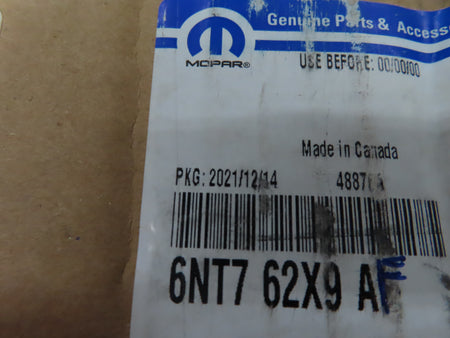 Genuine Parts & Access
MOPAR®
USE BEFORE: 00/00/00
Made in Canada
PKG: 2021/12/14
6NT7 62X9 AF